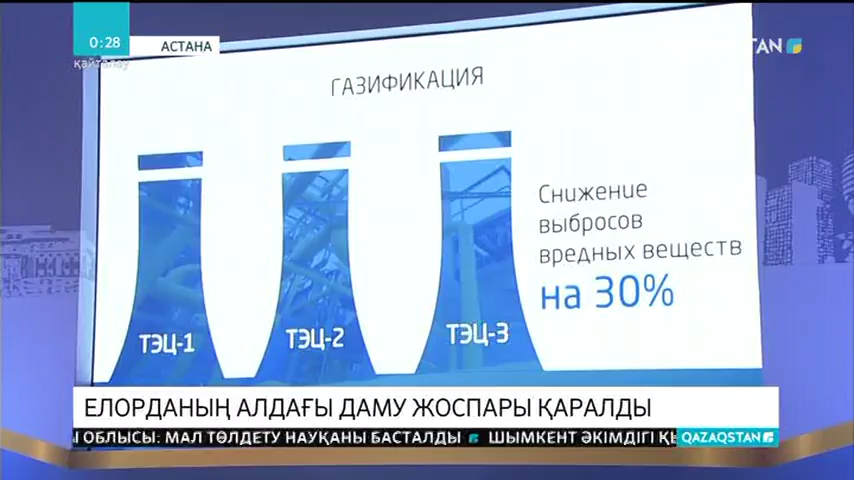 0:28
АСТАНА
қайталау
ГАЗИФИКАЦИЯ
Снижение
выбросов
вредных веществ
на 30%
ТЭЦ-1
ТЭЦ-2
ТЭЦ-3
ЕЛОРДАНЫҢ АЛДАҒЫ ДАМУ ЖОСПАРЫ ҚАРАЛДЫ
ОБЛЫСЫ: МАЛ ТӨЛДЕТУ НАУҚАНЫ БАСТАЛДЫ ШЫМКЕНТ ӘКІМДІГІ
QAZAQSTAN